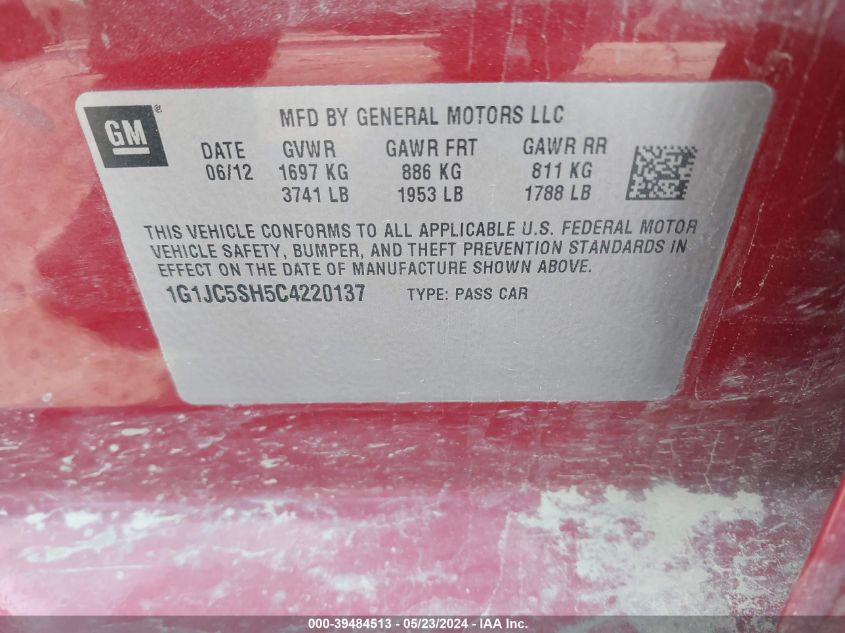 GM ®
MFD BY GENERAL MOTORS LLC
DATE GVWR GAWR FRT GAWR RR
06/12 1697 KG 886 KG 811 KG
3741 LB 1953 LB 1788 LB
THIS VEHICLE CONFORMS TO ALL APPLICABLE U.S. FEDERAL MOTOR
VEHICLE SAFETY, BUMPER, AND THEFT PREVENTION STANDARDS IN
EFFECT ON THE DATE OF MANUFACTURE SHOWN ABOVE.
1G1JC5SH5C4220137 TYPE: PASS CAR
000-39484513 - 05/23/2024 - IAA Inc.